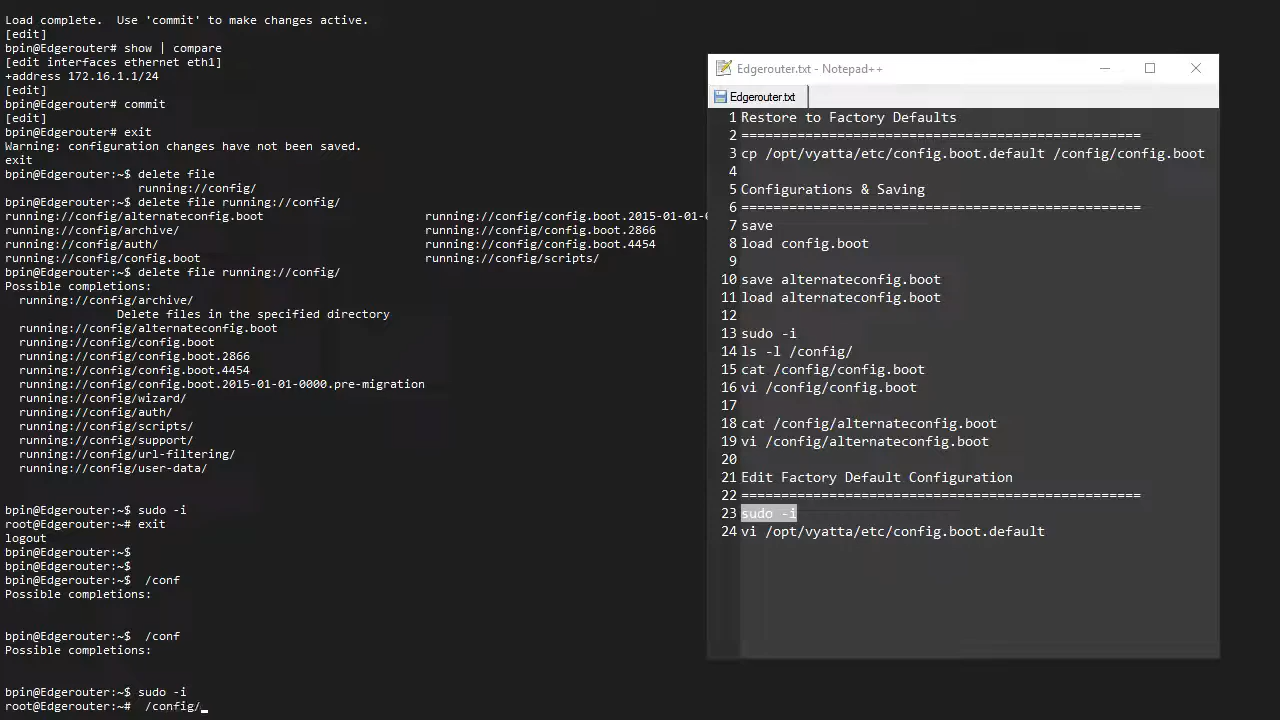 Load complete.  Use 'commit' to make changes active.
[edit]
bpin@Edgerouter# show | compare
[edit interfaces ethernet eth1]
+address 172.16.1.1/24
[edit]
bpin@Edgerouter# commit
[edit]
bpin@Edgerouter# exit
Warning: configuration changes have not been saved.
exit
bpin@Edgerouter:~$ delete file
running://config/
bpin@Edgerouter:~$ delete file running://config/
running://config/alternateconfig.boot running://config/config.boot.2015-01-01-0
running://config/archive/ running://config/config.boot.2866
running://config/auth/ running://config/config.boot.4454
running://config/config.boot running://config/scripts/
bpin@Edgerouter:~$ delete file running://config/
Possible completions:
running://config/archive/
Delete files in the specified directory
running://config/alternateconfig.boot
running://config/config.boot
running://config/config.boot.2866
running://config/config.boot.4454
running://config/config.boot.2015-01-01-0000.pre-migration
running://config/wizard/
running://config/auth/
running://config/scripts/
running://config/support/
running://config/url-filtering/
running://config/user-data/
bpin@Edgerouter:~$ sudo -i
root@Edgerouter:~# exit
logout
bpin@Edgerouter:~$
bpin@Edgerouter:~$
bpin@Edgerouter:~$  /conf
Possible completions:
bpin@Edgerouter:~$  /conf
Possible completions:
bpin@Edgerouter:~$ sudo -i
root@Edgerouter:~#  /config/_
Edgerouter.txt - Notepad++
Edgerouter.txt
1 Restore to Factory Defaults
2 ==================================================
3 cp /opt/vyatta/etc/config.boot.default /config/config.boot
4
5 Configurations & Saving
6 ==================================================
7 save
8 load config.boot
9
10 save alternateconfig.boot
11 load alternateconfig.boot
12
13 sudo -i
14 ls -l /config/
15 cat /config/config.boot
16 vi /config/config.boot
17
18 cat /config/alternateconfig.boot
19 vi /config/alternateconfig.boot
20
21 Edit Factory Default Configuration
22 ==================================================
23 sudo -i
24 vi /opt/vyatta/etc/config.boot.default